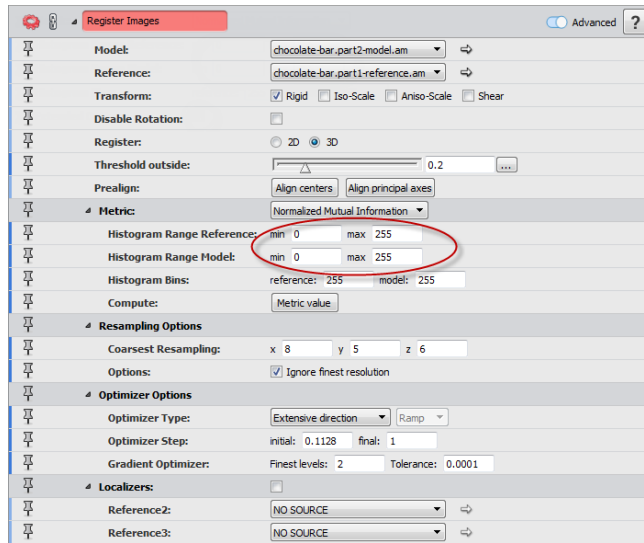 Register Images Advanced ?
Model: chocolate-bar.part2-model.am
Reference: chocolate-bar.part1-reference.am
Transform: Rigid Iso-Scale Aniso-Scale Shear
Disable Rotation:
Register: 2D 3D
Threshold outside: 0.2 ...
Prealign: Align centers Align principal axes
Metric: Normalized Mutual Information
Histogram Range Reference: min 0 max 255
Histogram Range Model: min 0 max 255
Histogram Bins: reference: 255 model: 255
Compute: Metric value
Resampling Options
Coarsest Resampling: x 8 y 5 z 6
Options: Ignore finest resolution
Optimizer Options
Optimizer Type: Extensive direction Ramp
Optimizer Step: initial: 0.1128 final: 1
Gradient Optimizer: Finest levels: 2 Tolerance: 0.0001
Localizers:
Reference2: NO SOURCE
Reference3: NO SOURCE